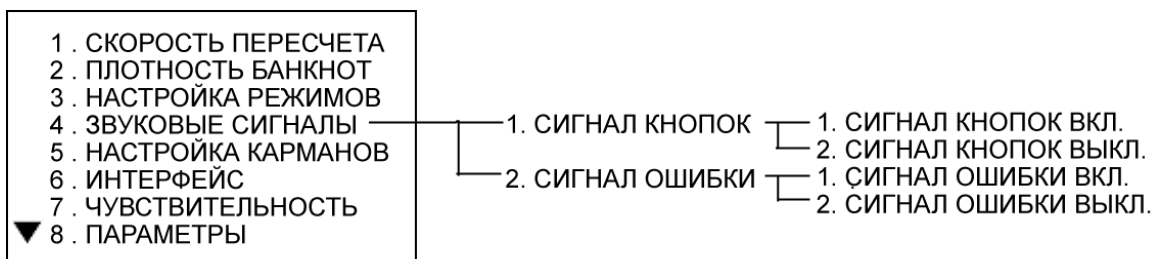 1 . СКОРОСТЬ ПЕРЕСЧЕТА
2 . ПЛОТНОСТЬ БАНКНОТ
3 . НАСТРОЙКА РЕЖИМОВ
4 . ЗВУКОВЫЕ СИГНАЛЫ
5 . НАСТРОЙКА КАРМАНОВ
6 . ИНТЕРФЕЙС
7 . ЧУВСТВИТЕЛЬНОСТЬ
▼ 8 . ПАРАМЕТРЫ
1. СИГНАЛ КНОПОК
2. СИГНАЛ ОШИБКИ
1. СИГНАЛ КНОПОК ВКЛ.
2. СИГНАЛ КНОПОК ВЫКЛ.
1. СИГНАЛ ОШИБКИ ВКЛ.
2. СИГНАЛ ОШИБКИ ВЫКЛ.